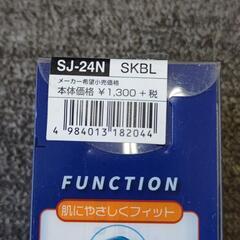 SJ-24N SKBL
メーカー希望小売価格
本体価格 ¥1,300 +税
4 984013 182044
FUNCTION
肌にやさしくフィット